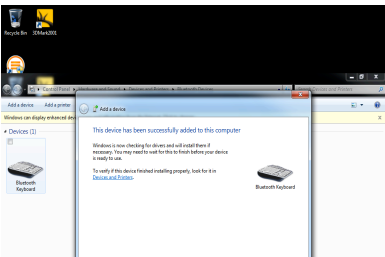 Recycle Bin
3DMark2001
Control Panel ▸ Hardware and Sound ▸ Devices and Printers ▸ Bluetooth Devices
Search Devices and Printers
Add a device
Add a printer
Windows can display enhanced
Devices (1)
Bluetooth
Keyboard
Add a device
This device has been successfully added to this computer
Windows is now checking for drivers and will install them if
necessary. You may need to wait for this to finish before your device
is ready to use.
To verify if this device finished installing properly, look for it in
Devices and Printers.
Bluetooth Keyboard